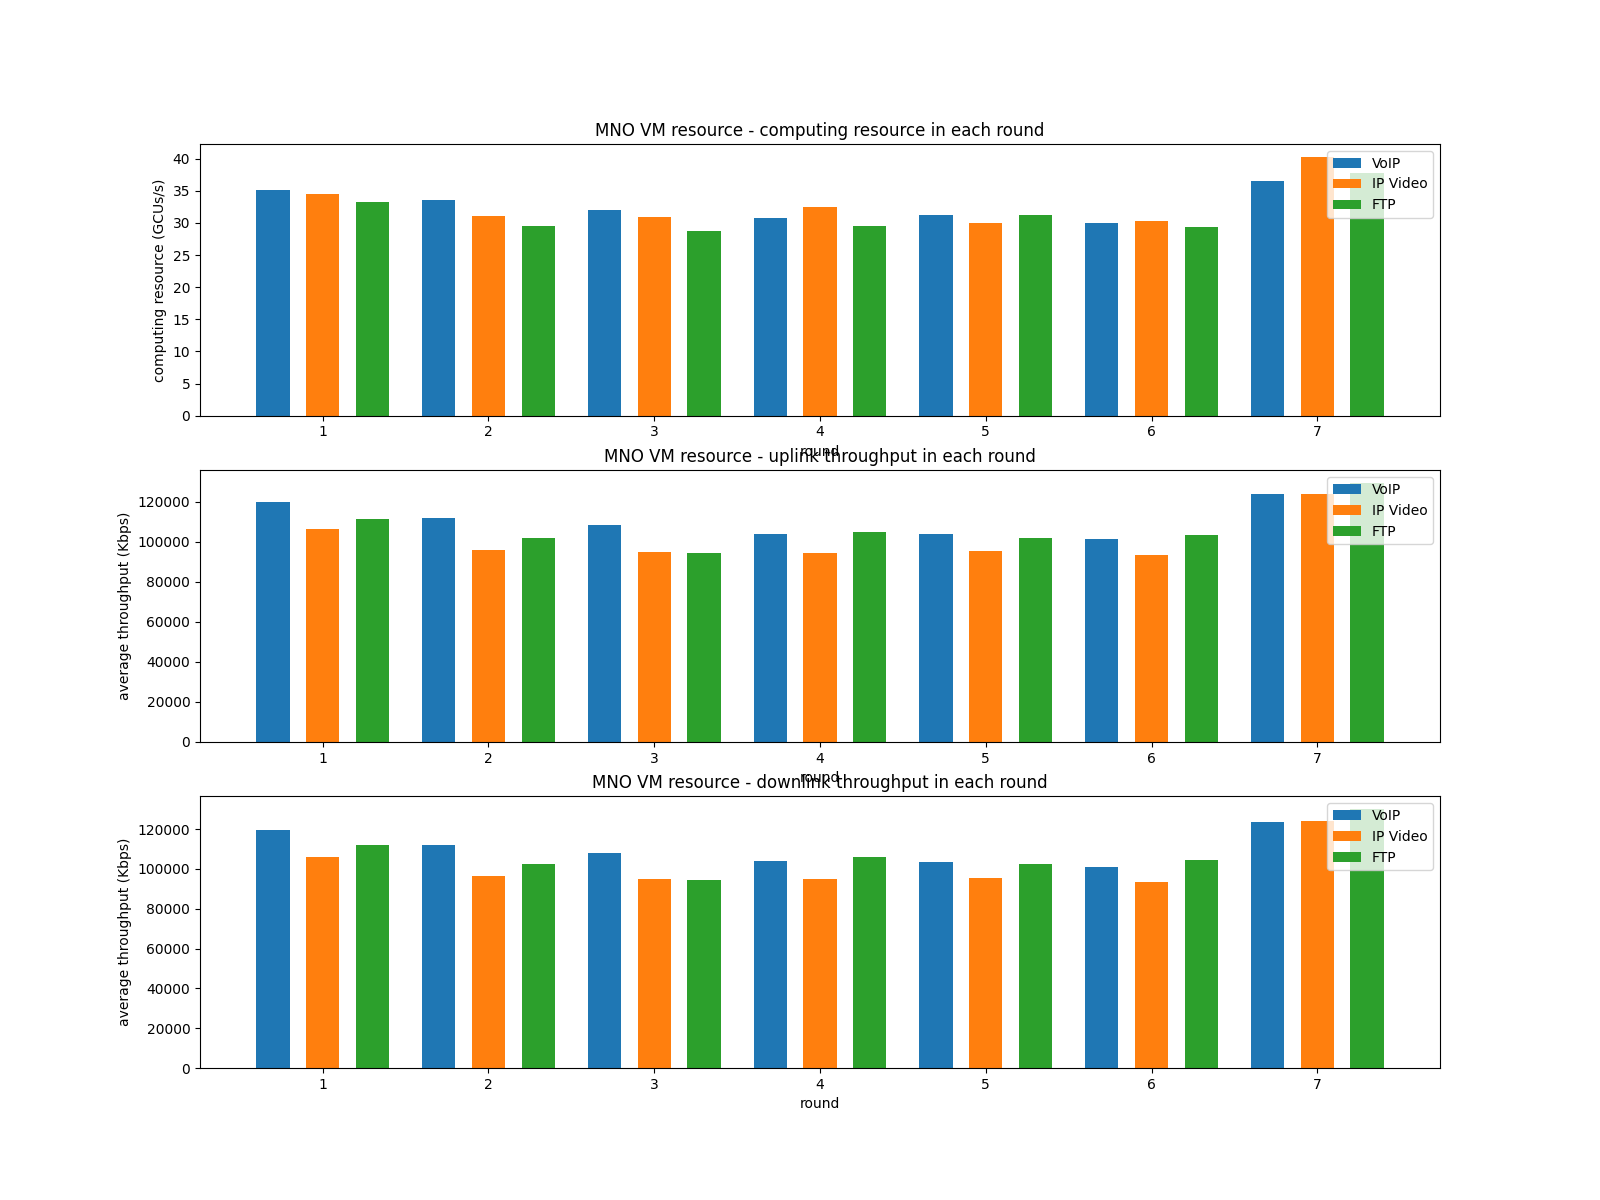 MNO VM resource - computing resource in each round
computing resource (GCUs/s)
40
35
30
25
20
15
10
5
0
VoIP
IP Video
FTP
1 2 3 4 5 6 7
round
MNO VM resource - uplink throughput in each round
average throughput (Kbps)
120000
100000
80000
60000
40000
20000
0
VoIP
IP Video
FTP
1 2 3 4 5 6 7
round
MNO VM resource - downlink throughput in each round
average throughput (Kbps)
120000
100000
80000
60000
40000
20000
0
VoIP
IP Video
FTP
1 2 3 4 5 6 7
round